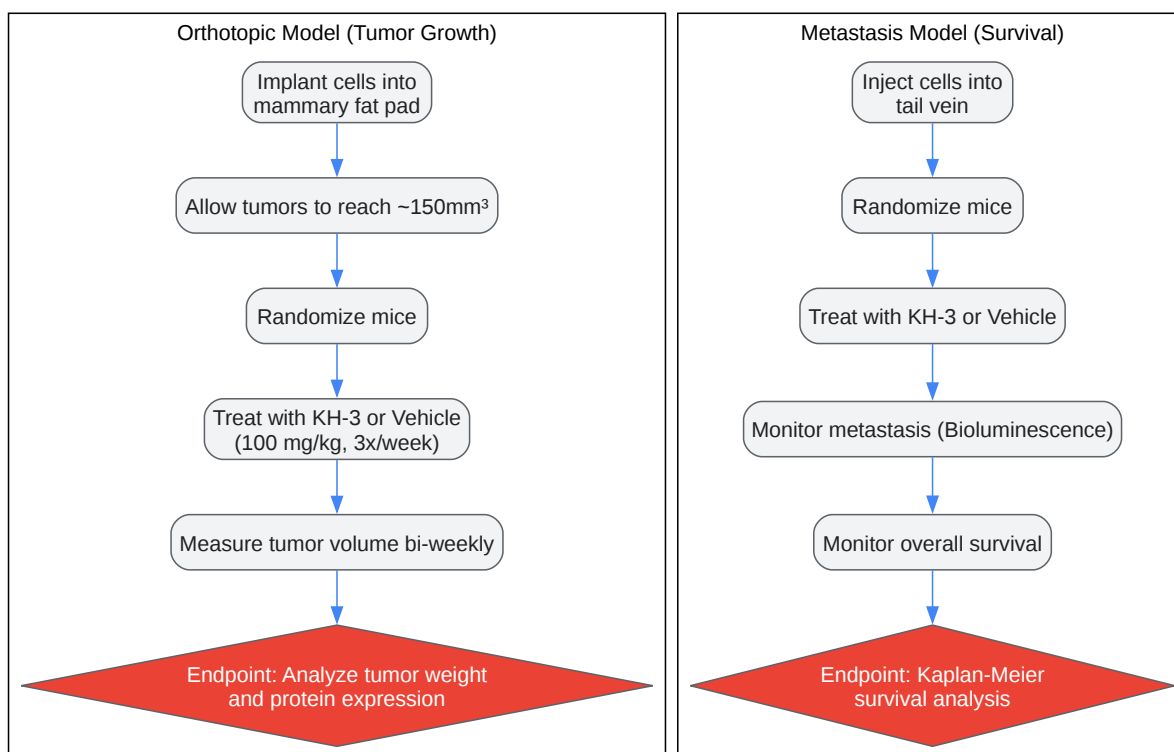 Orthotopic Model (Tumor Growth)
Implant cells into
mammary fat pad
Allow tumors to reach ~150mm³
Randomize mice
Treat with KH-3 or Vehicle
(100 mg/kg, 3x/week)
Measure tumor volume bi-weekly
Endpoint: Analyze tumor weight
and protein expression
Metastasis Model (Survival)
Inject cells into
tail vein
Randomize mice
Treat with KH-3 or Vehicle
Monitor metastasis (Bioluminescence)
Monitor overall survival
Endpoint: Kaplan-Meier
survival analysis